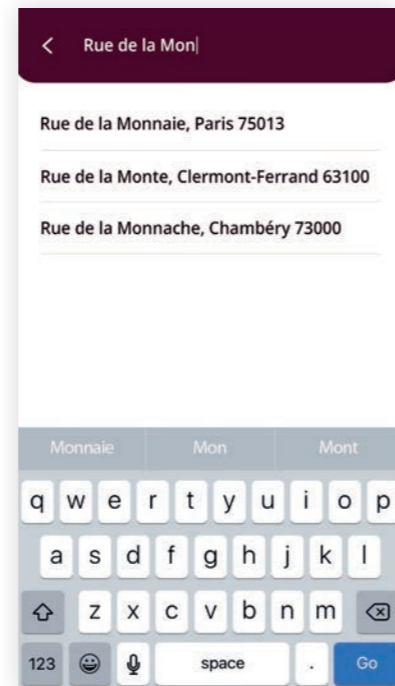 Rue de la Mon
Rue de la Monnaie, Paris 75013
Rue de la Monte, Clermont-Ferrand 63100
Rue de la Monnache, Chambéry 73000
Monnaie Mon Mont
q w e r t y u i o p
a s d f g h j k l
z x c v b n m
123 space . Go